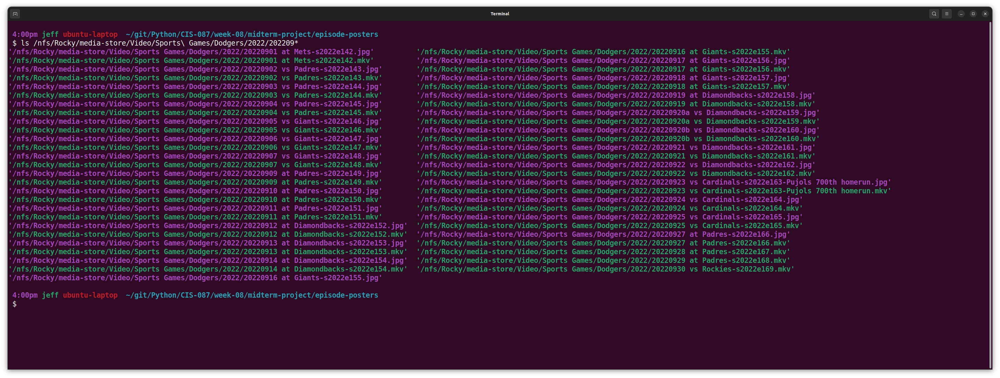 Terminal
4:00pm jeff ubuntu-laptop  ~/git/Python/CIS-087/week-08/midterm-project/episode-posters
$ ls /nfs/Rocky/media-store/Video/Sports\ Games/Dodgers/2022/202209*
'/nfs/Rocky/media-store/Video/Sports Games/Dodgers/2022/20220901 at Mets-s2022e142.jpg'          '/nfs/Rocky/media-store/Video/Sports Games/Dodgers/2022/20220916 at Giants-s2022e155.mkv'
'/nfs/Rocky/media-store/Video/Sports Games/Dodgers/2022/20220901 at Mets-s2022e142.mkv'          '/nfs/Rocky/media-store/Video/Sports Games/Dodgers/2022/20220917 at Giants-s2022e156.jpg'
'/nfs/Rocky/media-store/Video/Sports Games/Dodgers/2022/20220902 vs Padres-s2022e143.jpg'        '/nfs/Rocky/media-store/Video/Sports Games/Dodgers/2022/20220917 at Giants-s2022e156.mkv'
'/nfs/Rocky/media-store/Video/Sports Games/Dodgers/2022/20220902 vs Padres-s2022e143.mkv'        '/nfs/Rocky/media-store/Video/Sports Games/Dodgers/2022/20220918 at Giants-s2022e157.jpg'
'/nfs/Rocky/media-store/Video/Sports Games/Dodgers/2022/20220903 vs Padres-s2022e144.jpg'        '/nfs/Rocky/media-store/Video/Sports Games/Dodgers/2022/20220918 at Giants-s2022e157.mkv'
'/nfs/Rocky/media-store/Video/Sports Games/Dodgers/2022/20220903 vs Padres-s2022e144.mkv'        '/nfs/Rocky/media-store/Video/Sports Games/Dodgers/2022/20220919 at Diamondbacks-s2022e158.jpg'
'/nfs/Rocky/media-store/Video/Sports Games/Dodgers/2022/20220904 vs Padres-s2022e145.jpg'        '/nfs/Rocky/media-store/Video/Sports Games/Dodgers/2022/20220919 at Diamondbacks-s2022e158.mkv'
'/nfs/Rocky/media-store/Video/Sports Games/Dodgers/2022/20220904 vs Padres-s2022e145.mkv'        '/nfs/Rocky/media-store/Video/Sports Games/Dodgers/2022/20220920a vs Diamondbacks-s2022e159.jpg'
'/nfs/Rocky/media-store/Video/Sports Games/Dodgers/2022/20220905 vs Giants-s2022e146.jpg'        '/nfs/Rocky/media-store/Video/Sports Games/Dodgers/2022/20220920a vs Diamondbacks-s2022e159.mkv'
'/nfs/Rocky/media-store/Video/Sports Games/Dodgers/2022/20220905 vs Giants-s2022e146.mkv'        '/nfs/Rocky/media-store/Video/Sports Games/Dodgers/2022/20220920b vs Diamondbacks-s2022e160.jpg'
'/nfs/Rocky/media-store/Video/Sports Games/Dodgers/2022/20220906 vs Giants-s2022e147.jpg'        '/nfs/Rocky/media-store/Video/Sports Games/Dodgers/2022/20220920b vs Diamondbacks-s2022e160.mkv'
'/nfs/Rocky/media-store/Video/Sports Games/Dodgers/2022/20220906 vs Giants-s2022e147.mkv'        '/nfs/Rocky/media-store/Video/Sports Games/Dodgers/2022/20220921 vs Diamondbacks-s2022e161.jpg'
'/nfs/Rocky/media-store/Video/Sports Games/Dodgers/2022/20220907 vs Giants-s2022e148.jpg'        '/nfs/Rocky/media-store/Video/Sports Games/Dodgers/2022/20220921 vs Diamondbacks-s2022e161.mkv'
'/nfs/Rocky/media-store/Video/Sports Games/Dodgers/2022/20220907 vs Giants-s2022e148.mkv'        '/nfs/Rocky/media-store/Video/Sports Games/Dodgers/2022/20220922 vs Diamondbacks-s2022e162.jpg'
'/nfs/Rocky/media-store/Video/Sports Games/Dodgers/2022/20220909 at Padres-s2022e149.jpg'        '/nfs/Rocky/media-store/Video/Sports Games/Dodgers/2022/20220922 vs Diamondbacks-s2022e162.mkv'
'/nfs/Rocky/media-store/Video/Sports Games/Dodgers/2022/20220909 at Padres-s2022e149.mkv'        '/nfs/Rocky/media-store/Video/Sports Games/Dodgers/2022/20220923 vs Cardinals-s2022e163-Pujols 700th homerun.jpg'
'/nfs/Rocky/media-store/Video/Sports Games/Dodgers/2022/20220910 at Padres-s2022e150.jpg'        '/nfs/Rocky/media-store/Video/Sports Games/Dodgers/2022/20220923 vs Cardinals-s2022e163-Pujols 700th homerun.mkv'
'/nfs/Rocky/media-store/Video/Sports Games/Dodgers/2022/20220910 at Padres-s2022e150.mkv'        '/nfs/Rocky/media-store/Video/Sports Games/Dodgers/2022/20220924 vs Cardinals-s2022e164.jpg'
'/nfs/Rocky/media-store/Video/Sports Games/Dodgers/2022/20220911 at Padres-s2022e151.jpg'        '/nfs/Rocky/media-store/Video/Sports Games/Dodgers/2022/20220924 vs Cardinals-s2022e164.mkv'
'/nfs/Rocky/media-store/Video/Sports Games/Dodgers/2022/20220911 at Padres-s2022e151.mkv'        '/nfs/Rocky/media-store/Video/Sports Games/Dodgers/2022/20220925 vs Cardinals-s2022e165.jpg'
'/nfs/Rocky/media-store/Video/Sports Games/Dodgers/2022/20220912 at Diamondbacks-s2022e152.jpg'  '/nfs/Rocky/media-store/Video/Sports Games/Dodgers/2022/20220925 vs Cardinals-s2022e165.mkv'
'/nfs/Rocky/media-store/Video/Sports Games/Dodgers/2022/20220912 at Diamondbacks-s2022e152.mkv'  '/nfs/Rocky/media-store/Video/Sports Games/Dodgers/2022/20220927 at Padres-s2022e166.jpg'
'/nfs/Rocky/media-store/Video/Sports Games/Dodgers/2022/20220913 at Diamondbacks-s2022e153.jpg'  '/nfs/Rocky/media-store/Video/Sports Games/Dodgers/2022/20220927 at Padres-s2022e166.mkv'
'/nfs/Rocky/media-store/Video/Sports Games/Dodgers/2022/20220913 at Diamondbacks-s2022e153.mkv'  '/nfs/Rocky/media-store/Video/Sports Games/Dodgers/2022/20220928 at Padres-s2022e167.mkv'
'/nfs/Rocky/media-store/Video/Sports Games/Dodgers/2022/20220914 at Diamondbacks-s2022e154.jpg'  '/nfs/Rocky/media-store/Video/Sports Games/Dodgers/2022/20220929 at Padres-s2022e168.mkv'
'/nfs/Rocky/media-store/Video/Sports Games/Dodgers/2022/20220914 at Diamondbacks-s2022e154.mkv'  '/nfs/Rocky/media-store/Video/Sports Games/Dodgers/2022/20220930 vs Rockies-s2022e169.mkv'
'/nfs/Rocky/media-store/Video/Sports Games/Dodgers/2022/20220916 at Giants-s2022e155.jpg'
4:00pm jeff ubuntu-laptop  ~/git/Python/CIS-087/week-08/midterm-project/episode-posters
$